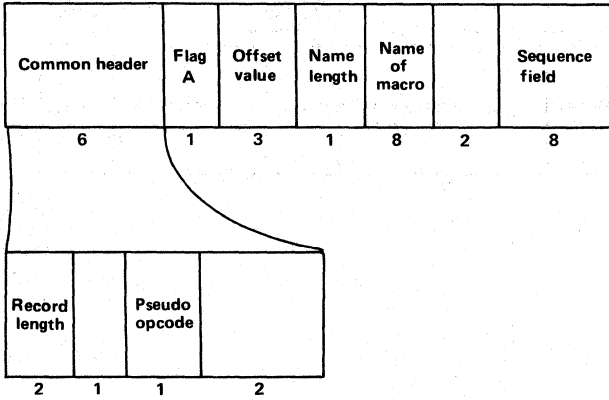 Common header
Flag
A
Offset
value
Name
length
Name
of
macro
Sequence
field
6 1 3 1 8 2 8
Record
length
Pseudo
opcode
2 1 1 2